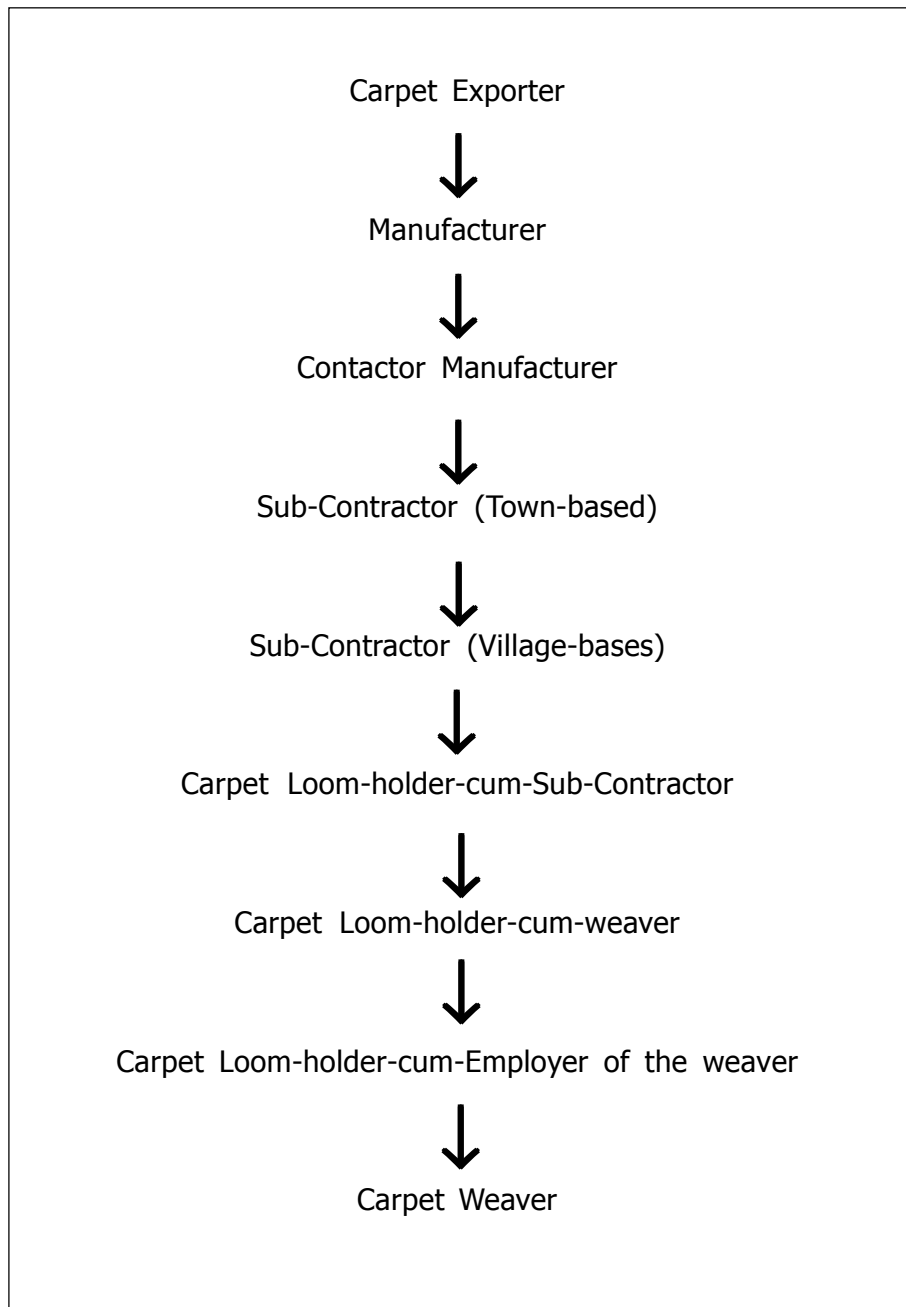 Carpet Exporter
Manufacturer
Contactor Manufacturer
Sub-Contractor (Town-based)
Sub-Contractor (Village-bases)
Carpet Loom-holder-cum-Sub-Contractor
Carpet Loom-holder-cum-weaver
Carpet Loom-holder-cum-Employer of the weaver
Carpet Weaver